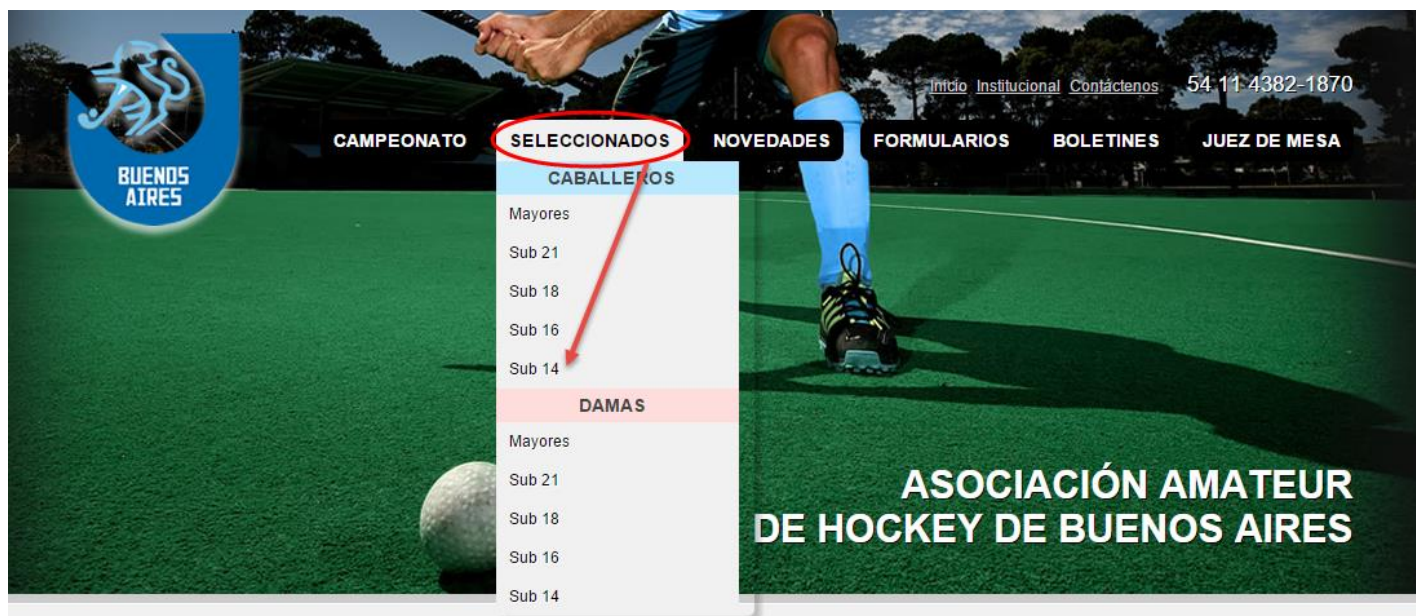 Inicio Institucional Contáctenos 54 11 4382-1870
CAMPEONATO SELECCIONADOS NOVEDADES FORMULARIOS BOLETINES JUEZ DE MESA
BUENOS
AIRES
CABALLEROS
Mayores
Sub 21
Sub 18
Sub 16
Sub 14
DAMAS
Mayores
Sub 21
Sub 18
Sub 16
Sub 14
ASOCIACIÓN AMATEUR
DE HOCKEY DE BUENOS AIRES